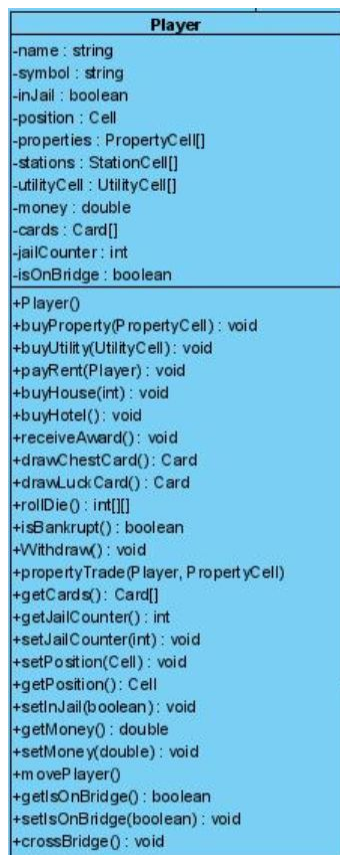 Player
-name : string
-symbol : string
-inJail : boolean
-position : Cell
-properties : PropertyCell[]
-stations : StationCell[]
-utilityCell : UtilityCell[]
-money : double
-cards : Card[]
-jailCounter : int
-isOnBridge : boolean
+Player()
+buyProperty(PropertyCell) : void
+buyUtility(UtilityCell) : void
+payRent(Player) : void
+buyHouse(int) : void
+buyHotel() : void
+receiveAward() : void
+drawChestCard() : Card
+drawLuckCard() : Card
+rollDie() : int[][]
+isBankrupt() : boolean
+Withdraw() : void
+propertyTrade(Player, PropertyCell)
+getCards() : Card[]
+getJailCounter() : int
+setJailCounter(int) : void
+setPosition(Cell) : void
+getPosition() : Cell
+setInJail(boolean) : void
+getMoney() : double
+setMoney(double) : void
+movePlayer()
+getIsOnBridge() : boolean
+setIsOnBridge(boolean) : void
+crossBridge() : void